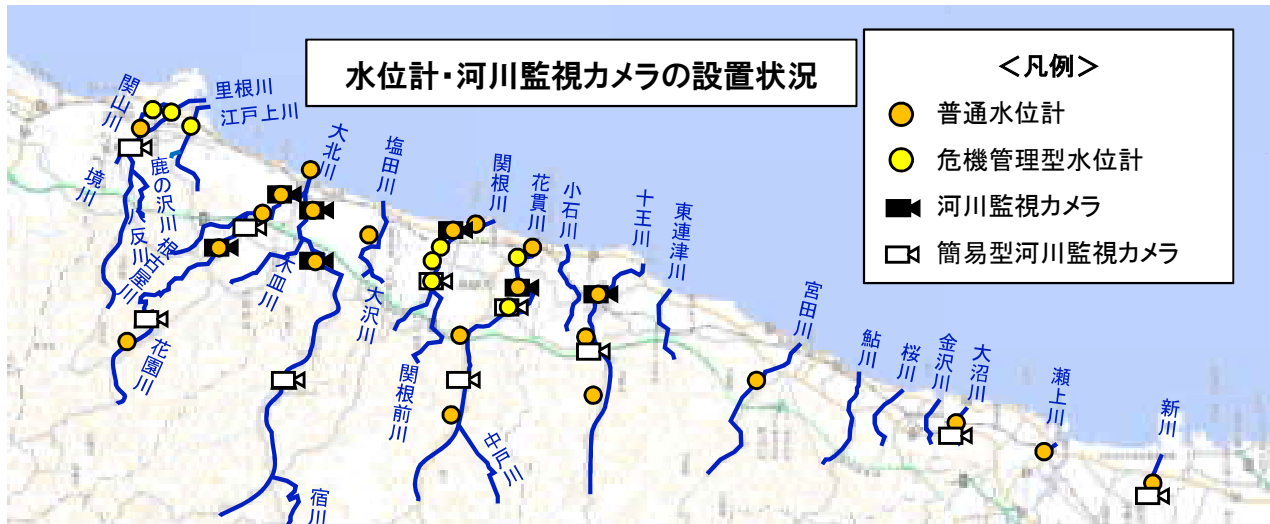 水位計・河川監視カメラの設置状況
＜凡例＞
普通水位計
危機管理型水位計
河川監視カメラ
簡易型河川監視カメラ
関山川
里根川
江戸上川
境川
鹿の沢川
八反川
根古屋川
花園川
大北川
木皿川
宿川
塩田川
大沢川
関根川
関根前川
花貫川
中戸川
小石川
十王川
東連津川
宮田川
鮎川
桜川
金沢川
大沼川
瀬上川
新川